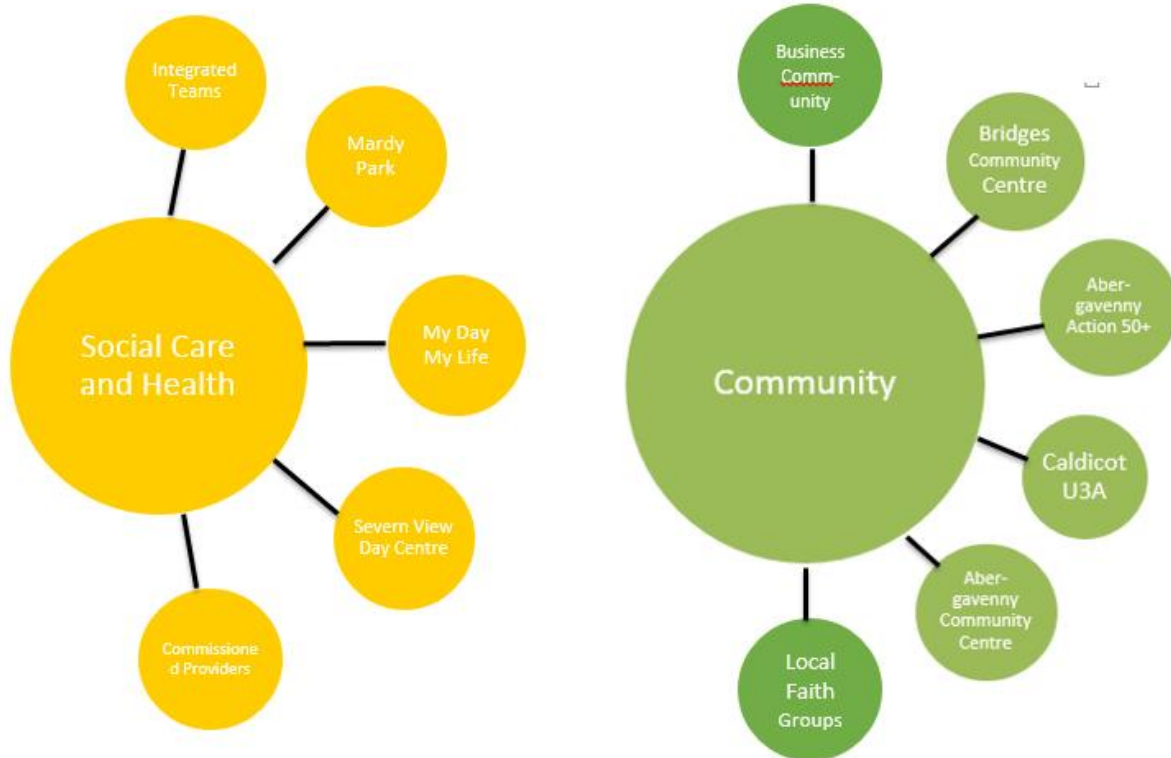 Integrated
Teams
Mardy
Park
Social Care
and Health
My Day
My Life
Severn View
Day Centre
Commissione
d Providers
Business
Comm-
unity
Bridges
Community
Centre
Aber-
gavenny
Action 50+
Community
Caldicot
U3A
Aber-
gavenny
Community
Centre
Local
Faith
Groups